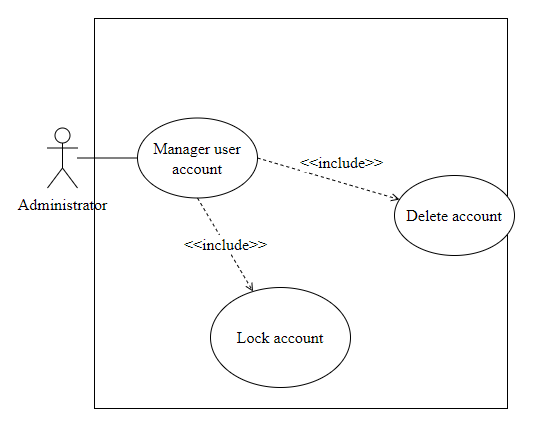 Manager user
account
<<include>>
Administrator
Delete account
<<include>>
Lock account